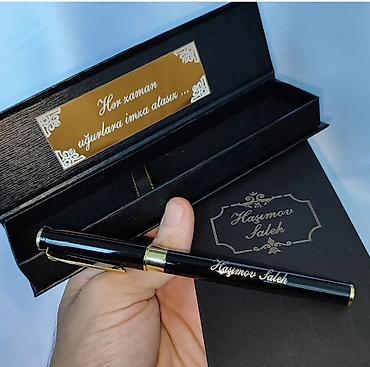 Hər zaman
uğurlara imza atasız ...
Haşımov
Saleh
Haşımov Saleh